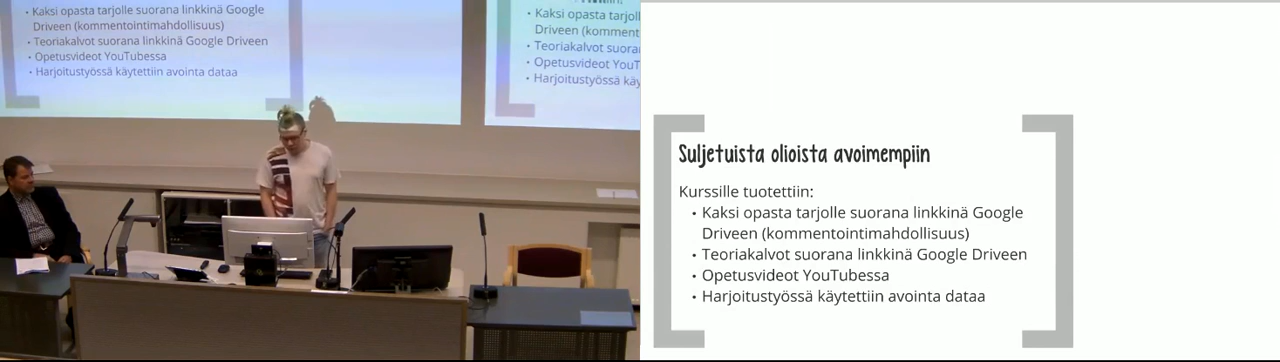 Kaksi opasta tarjolle suorana linkkinä Google
Driveen (kommentointimahdollisuus)
• Teoriakalvot suorana linkkinä Google Driveen
• Opetusvideot YouTubessa
• Harjoitustyössä käytettiin avointa dataa
• Kaksi opasta tarjoll
Driveen (komment
• Teoriakalvot suora
• Opetusvideot YouT
• Harjoitustyössä käy
Suljetuista olioista avoimempiin
Kurssille tuotettiin:
• Kaksi opasta tarjolle suorana linkkinä Google
Driveen (kommentointimahdollisuus)
• Teoriakalvot suorana linkkinä Google Driveen
• Opetusvideot YouTubessa
• Harjoitustyössä käytettiin avointa dataa